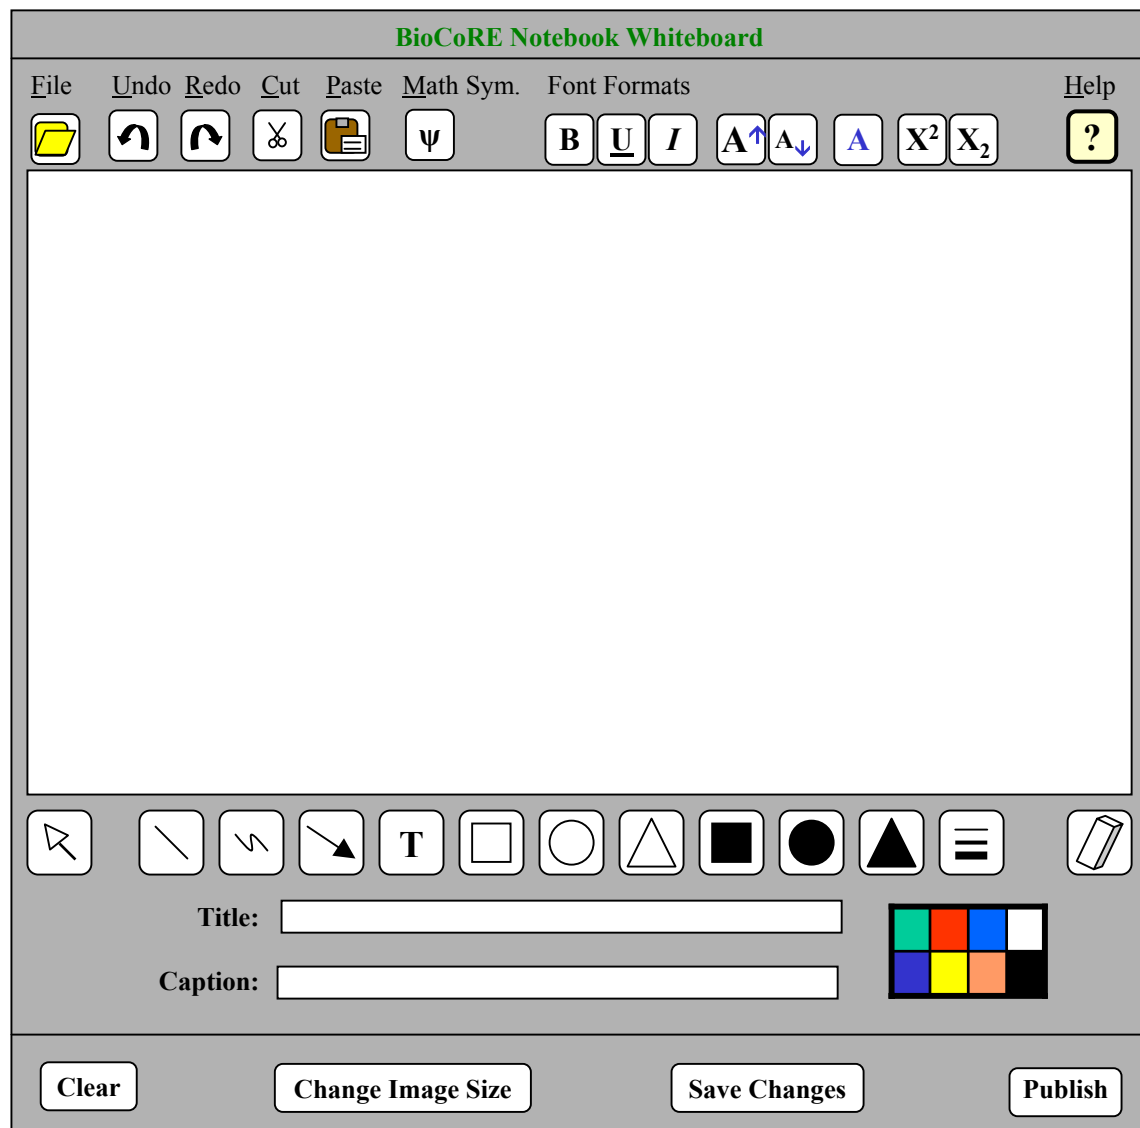 BioCoRE Notebook Whiteboard
File Undo Redo Cut Paste Math Sym. Font Formats Help
ψ B U I A A A X² X₂ ?
T
Title:
Caption:
Clear Change Image Size Save Changes Publish